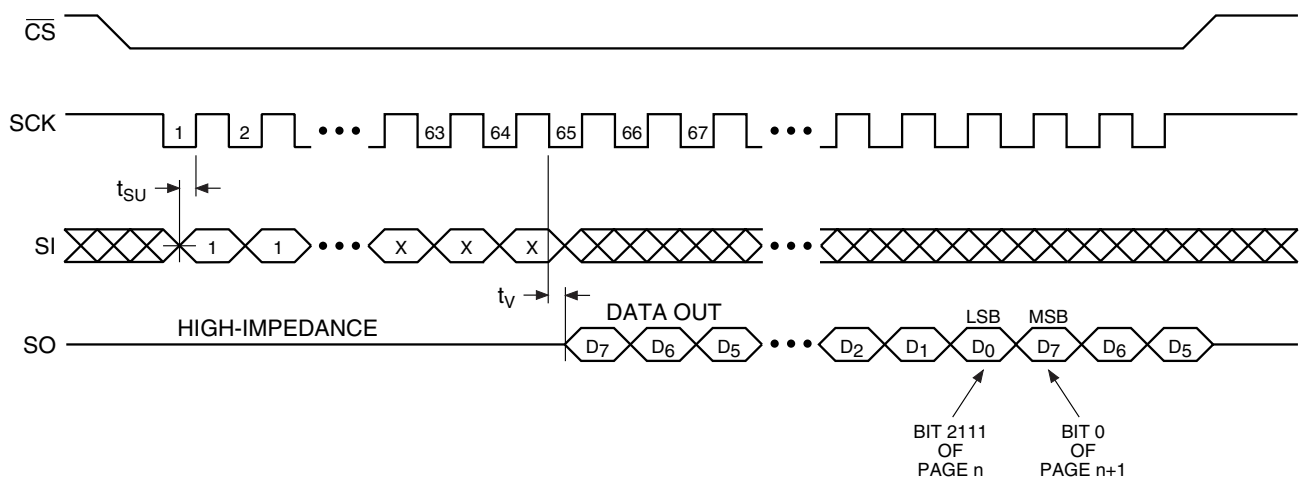 CS
SCK 1 2 ••• 63 64 65 66 67 •••
tSU
SI 1 1 ••• X X X •••
tV
HIGH-IMPEDANCE DATA OUT LSB MSB
SO D7 D6 D5 ••• D2 D1 D0 D7 D6 D5
BIT 2111
OF
PAGE n
BIT 0
OF
PAGE n+1